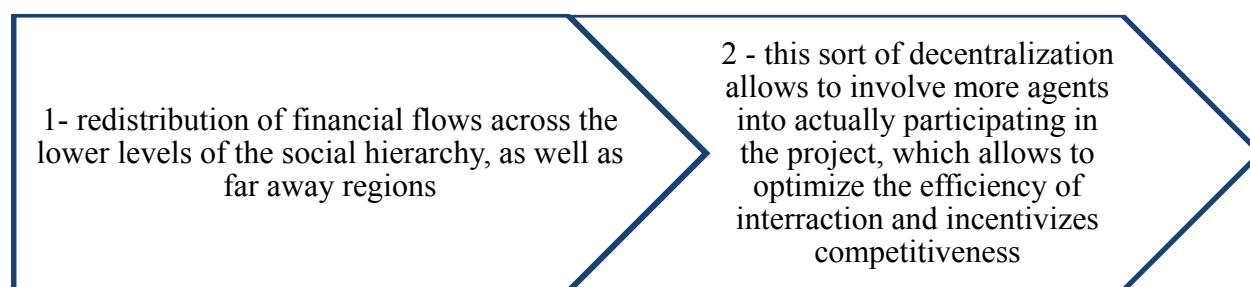 1- redistribution of financial flows across the
lower levels of the social hierarchy, as well as
far away regions
2 - this sort of decentralization
allows to involve more agents
into actually participating in
the project, which allows to
optimize the efficiency of
interraction and incentivizes
competitiveness